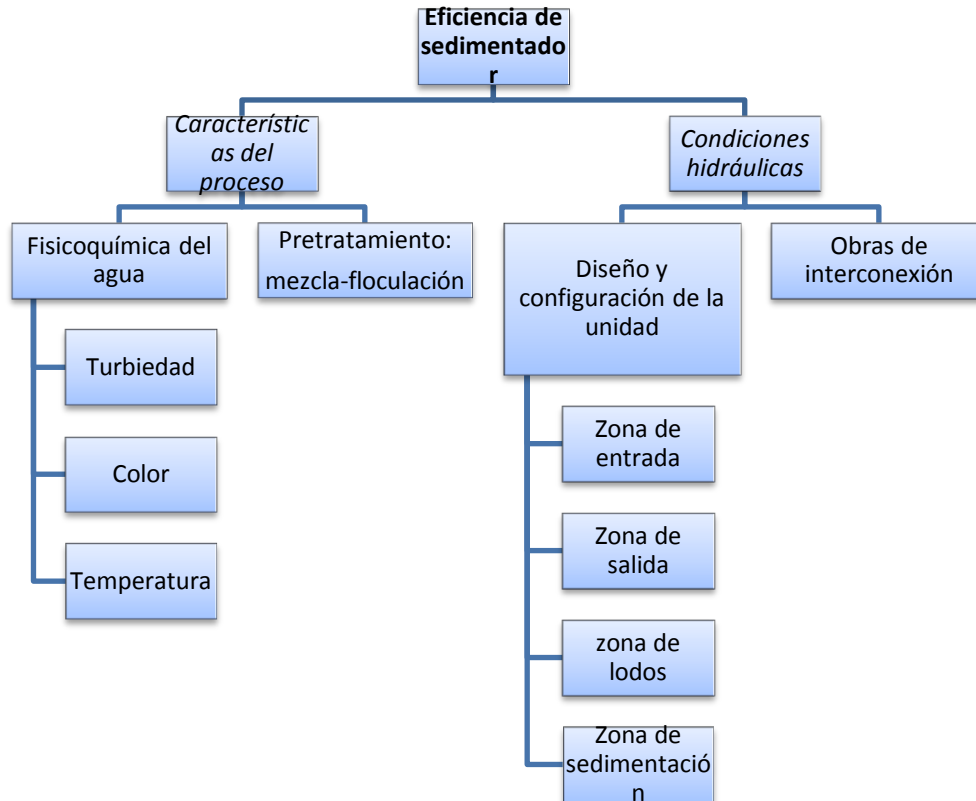 Eficiencia de
sedimentado
r
Característic
as del
proceso
Condiciones
hidráulicas
Fisicoquímica del
agua
Pretratamiento:
mezcla-floculación
Diseño y
configuración de la
unidad
Obras de
interconexión
Turbiedad
Color
Temperatura
Zona de
entrada
Zona de
salida
zona de
lodos
Zona de
sedimentació
n